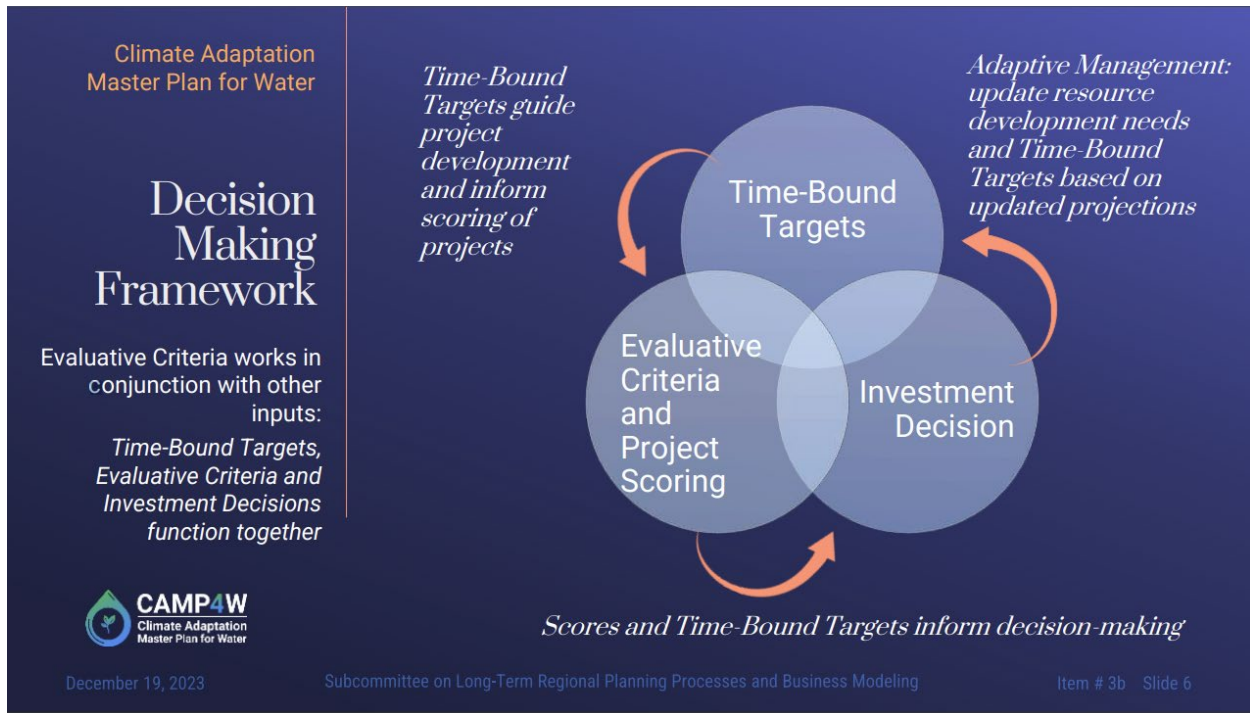 Climate Adaptation
Master Plan for Water
Decision
Making
Framework
Evaluative Criteria works in
conjunction with other
inputs:
Time-Bound Targets,
Evaluative Criteria and
Investment Decisions
function together
CAMP4W
Climate Adaptation
Master Plan for Water
Time-Bound
Targets guide
project
development
and inform
scoring of
projects
Time-Bound
Targets
Adaptive Management:
update resource
development needs
and Time-Bound
Targets based on
updated projections
Evaluative
Criteria
and
Project
Scoring
Investment
Decision
Scores and Time-Bound Targets inform decision-making
December 19, 2023
Subcommittee on Long-Term Regional Planning Processes and Business Modeling
Item # 3b Slide 6